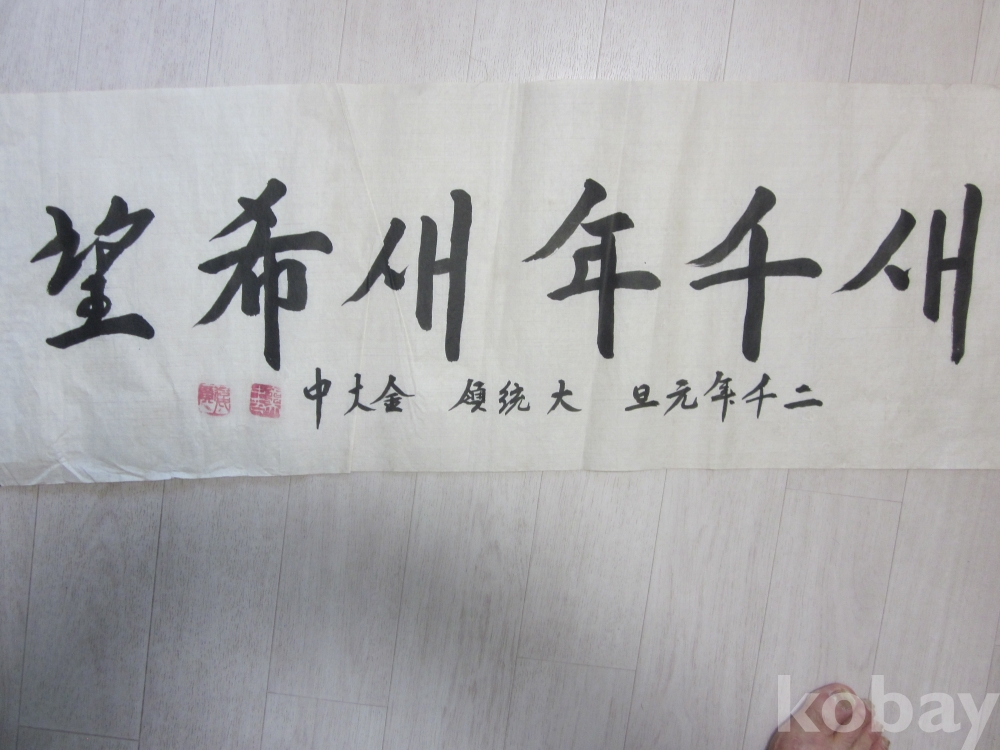 새千年새希望
二千年元旦 大統領 金大中
kobay